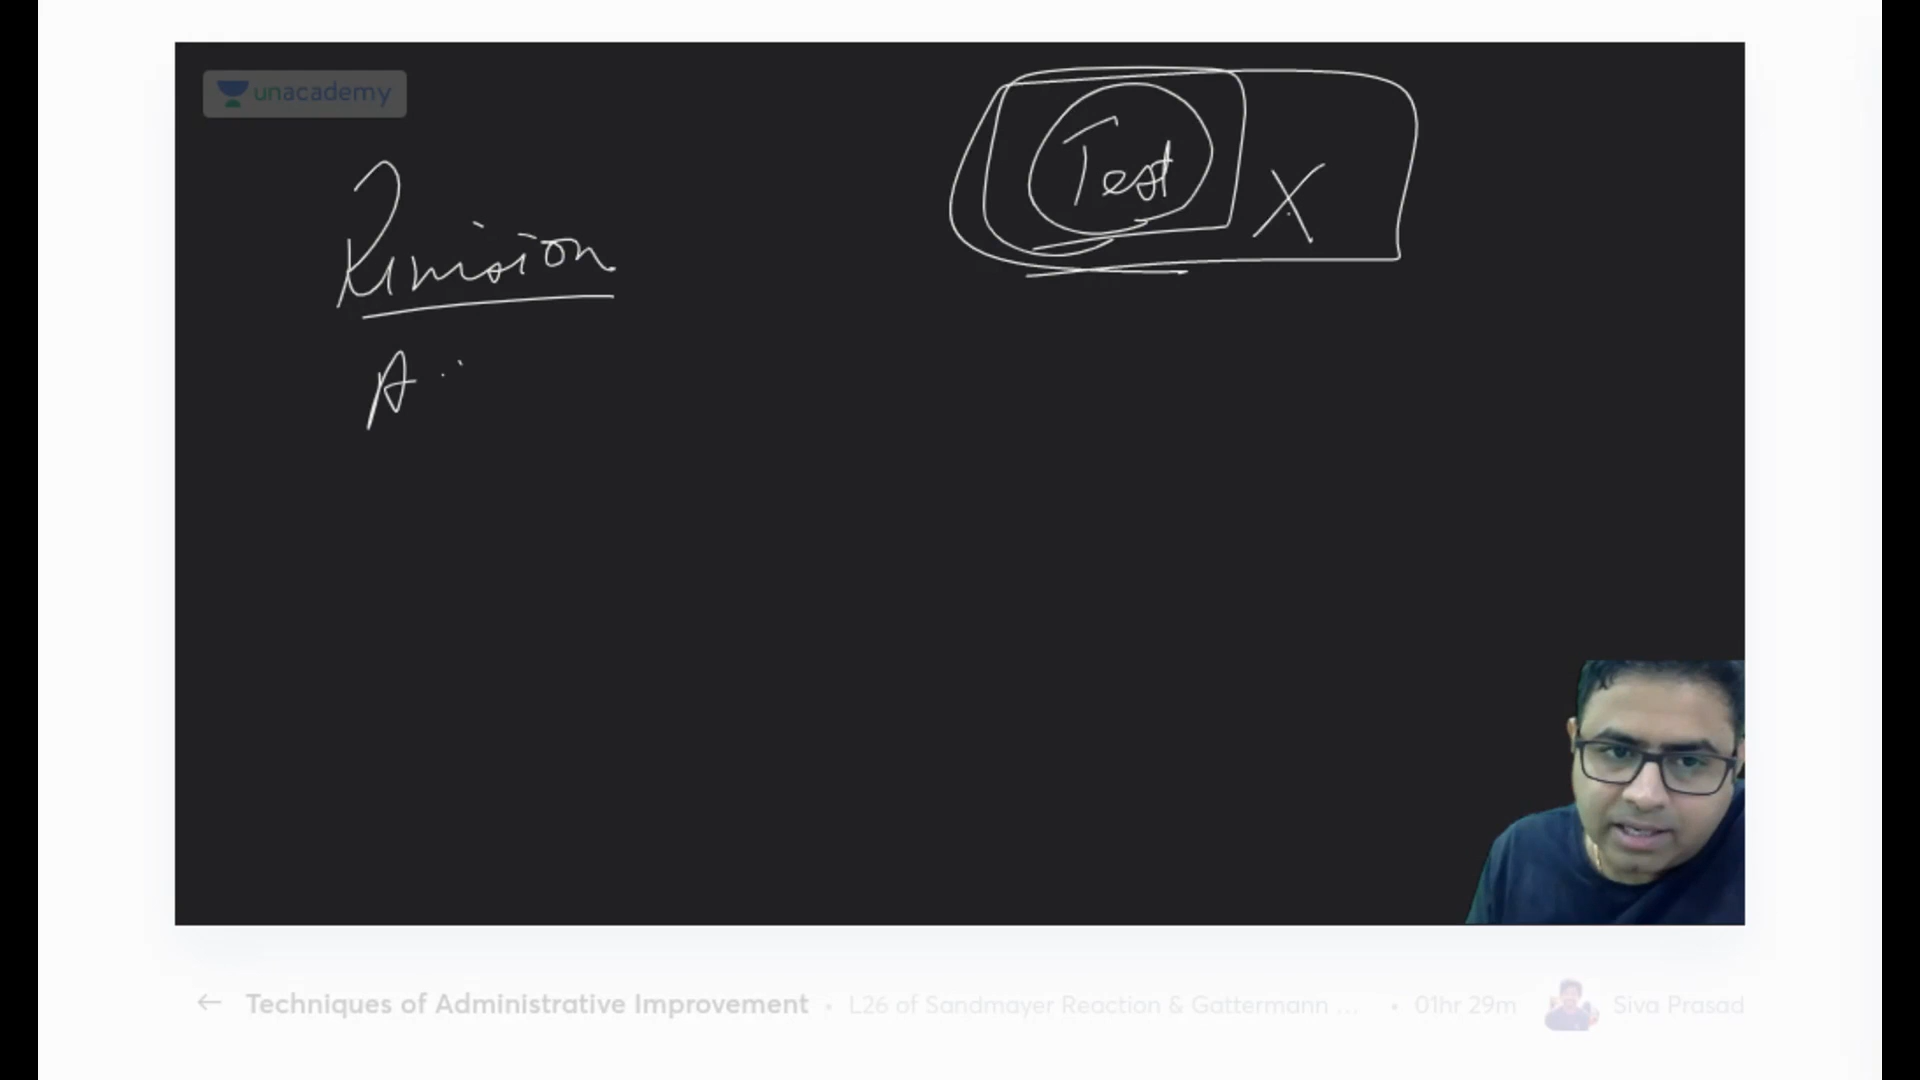 unacademy
Test
X
Revision
A
← Techniques of Administrative Improvement • L26 of Sandmayer Reaction & Gattermann ... • 01hr 29m Siva Prasad